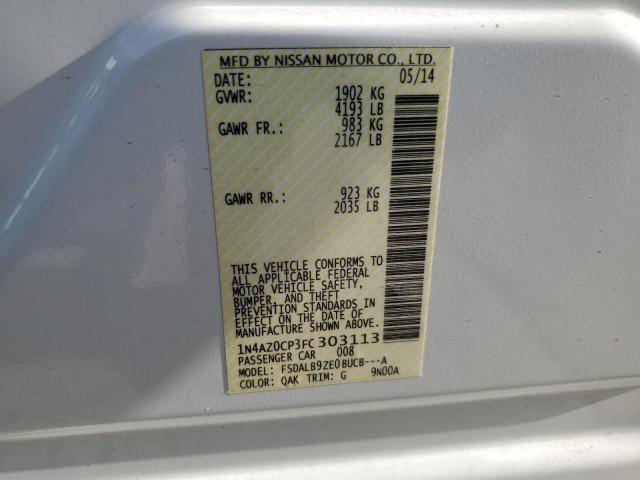 MFD BY NISSAN MOTOR CO., LTD.
DATE: 05/14
GVWR: 1902 KG
4193 LB
GAWR FR.: 983 KG
2167 LB
GAWR RR.: 923 KG
2035 LB
THIS VEHICLE CONFORMS TO
ALL APPLICABLE FEDERAL
MOTOR VEHICLE SAFETY,
BUMPER, AND THEFT
PREVENTION STANDARDS IN
EFFECT ON THE DATE OF
MANUFACTURE SHOWN ABOVE.
1N4AZ0CP3FC303113
PASSENGER CAR 008
MODEL: FSDALB9ZE0BUCB---A
COLOR: QAK TRIM: G 9N00A